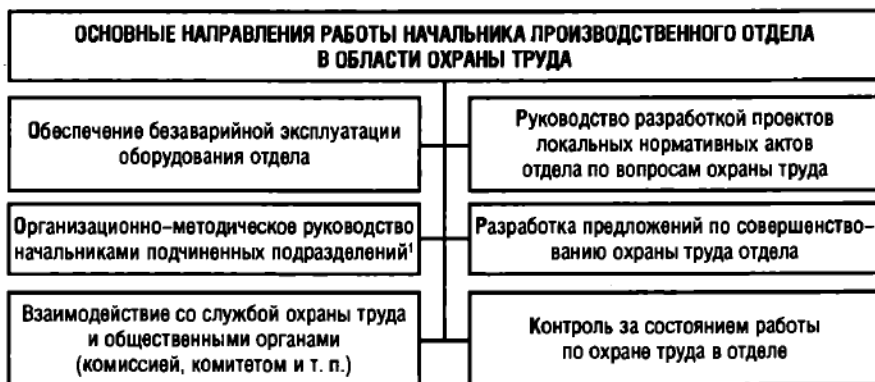 ОСНОВНЫЕ НАПРАВЛЕНИЯ РАБОТЫ НАЧАЛЬНИКА ПРОИЗВОДСТВЕННОГО ОТДЕЛА
В ОБЛАСТИ ОХРАНЫ ТРУДА
Обеспечение безаварийной эксплуатации
оборудования отдела
Руководство разработкой проектов
локальных нормативных актов
отдела по вопросам охраны труда
Организационно-методическое руководство
начальниками подчиненных подразделений¹
Разработка предложений по совершенство-
ванию охраны труда отдела
Взаимодействие со службой охраны труда
и общественными органами
(комиссией, комитетом и т. п.)
Контроль за состоянием работы
по охране труда в отделе